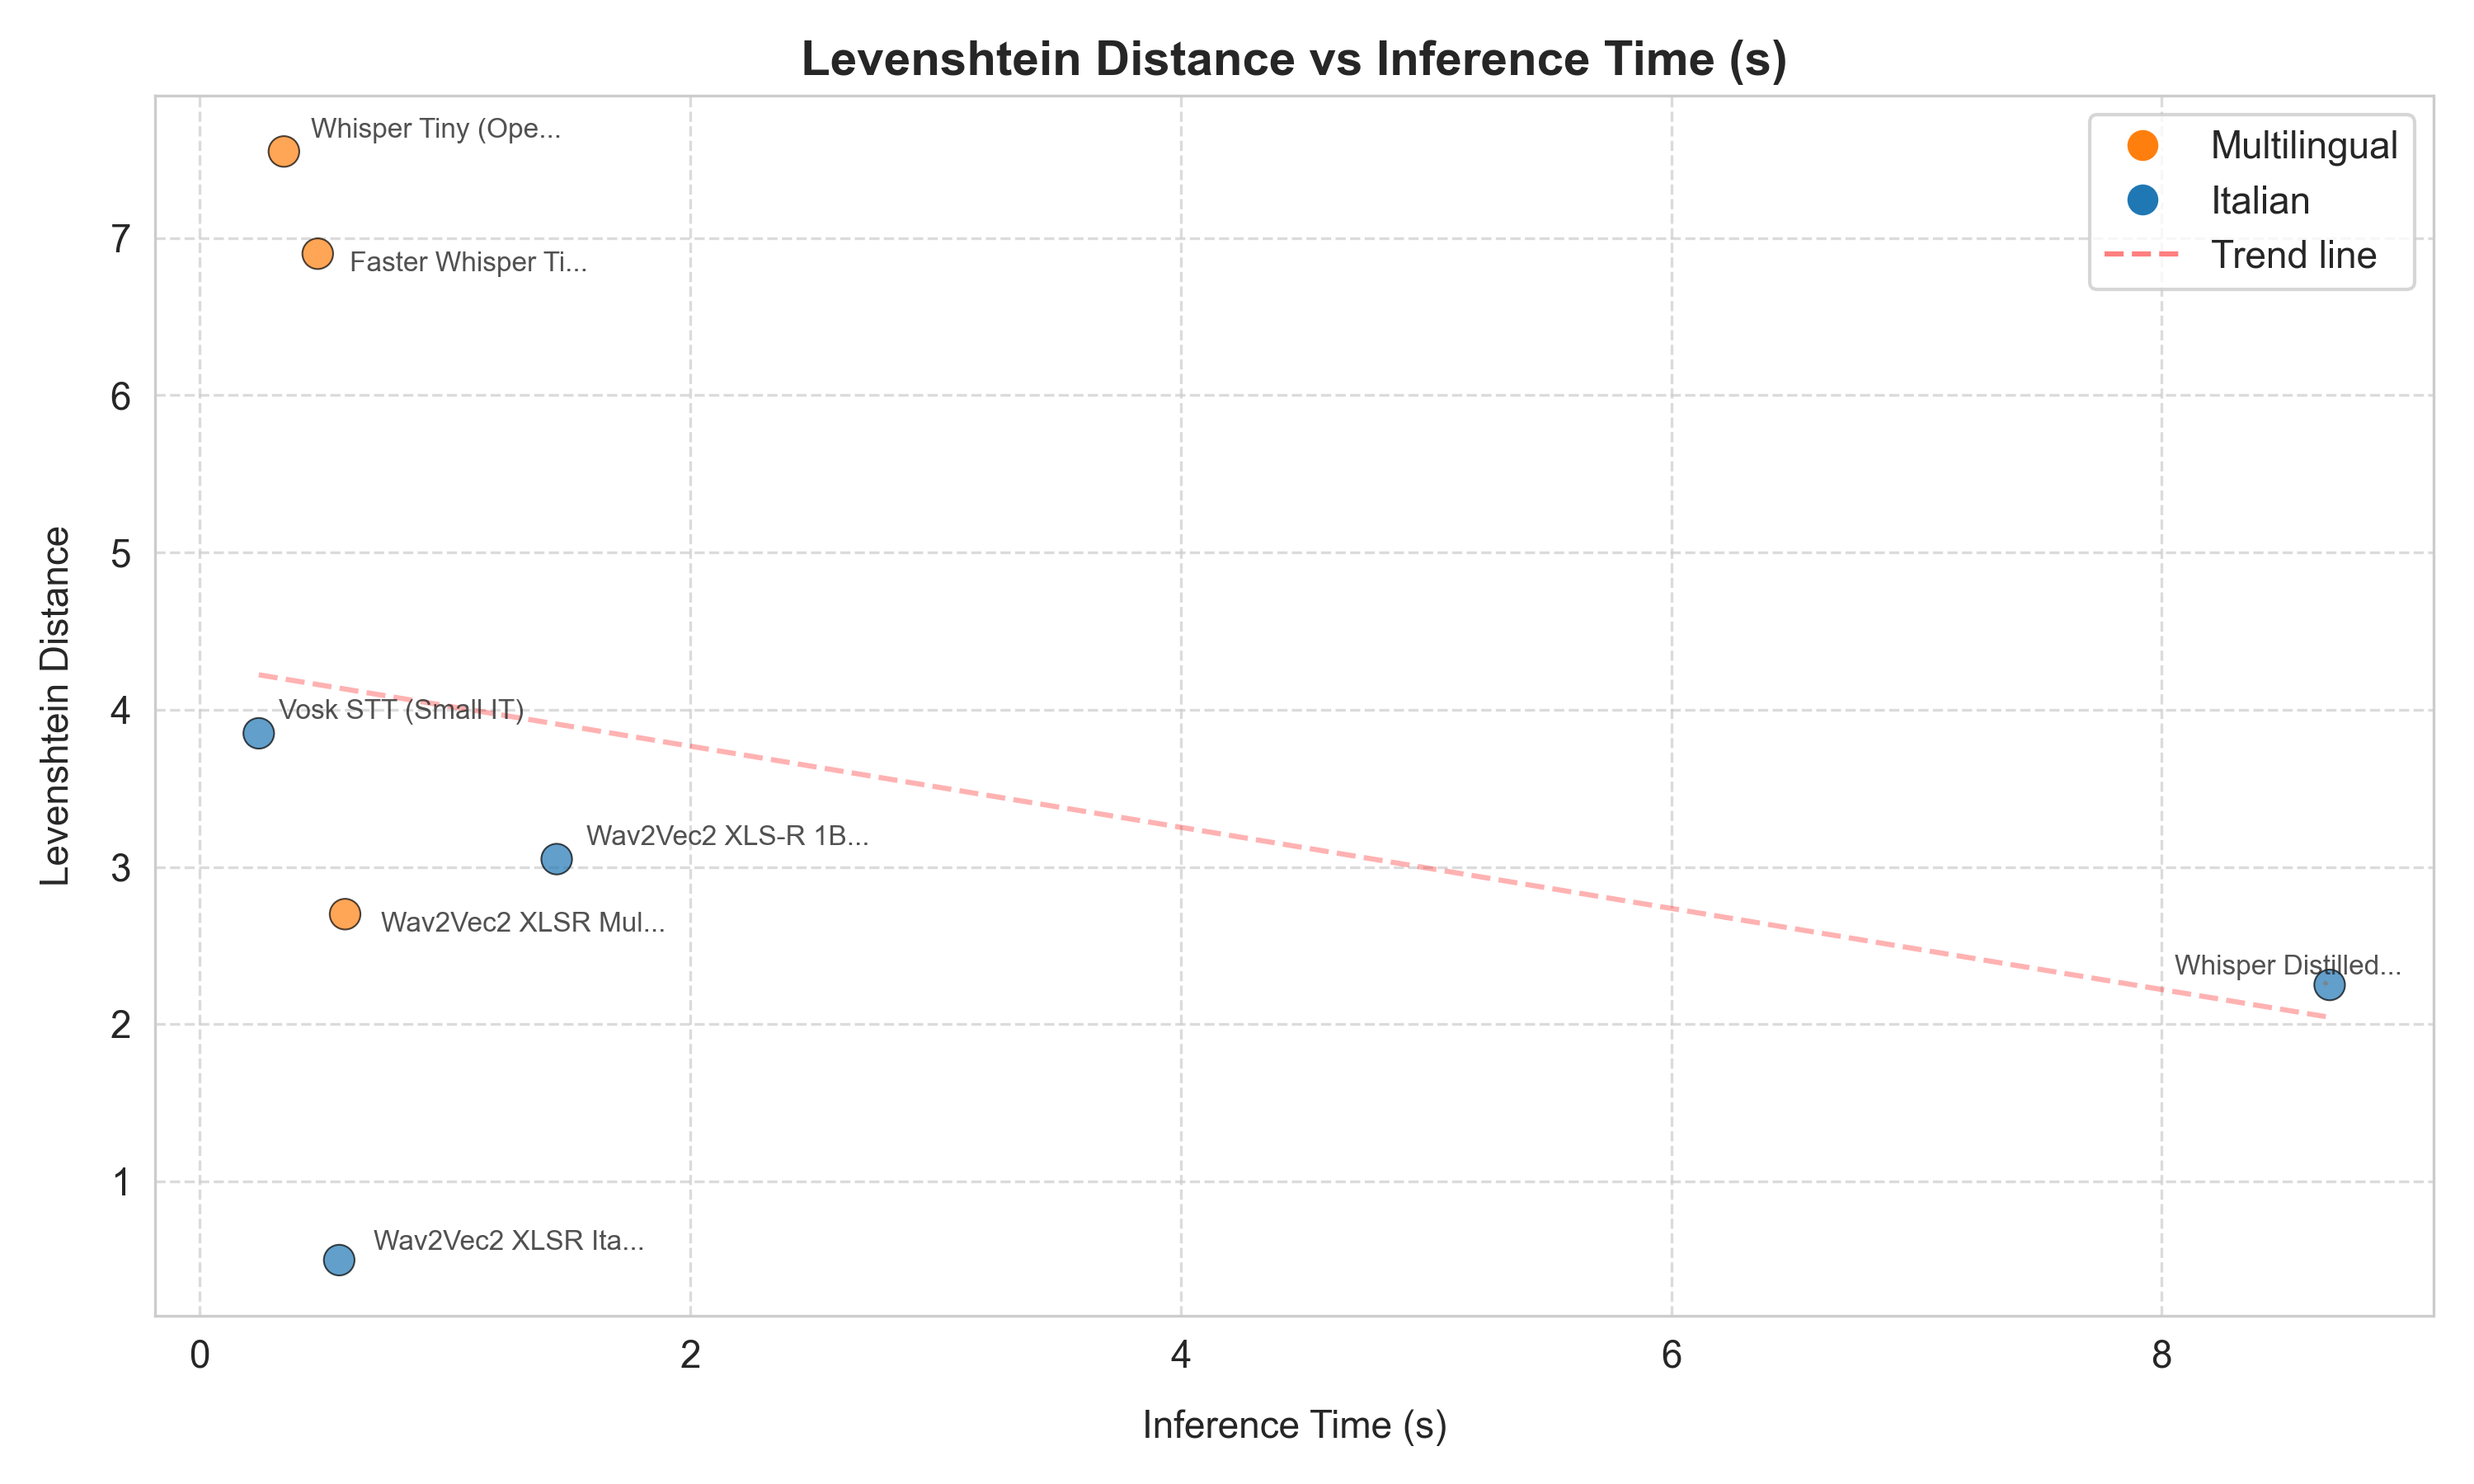 Levenshtein Distance vs Inference Time (s)
Whisper Tiny (Ope...
Faster Whisper Ti...
Multilingual
Italian
Trend line
7
6
5
4
3
2
1
Levenshtein Distance
Vosk STT (Small IT)
Wav2Vec2 XLS-R 1B...
Wav2Vec2 XLSR Mul...
Whisper Distilled...
Wav2Vec2 XLSR Ita...
0 2 4 6 8
Inference Time (s)